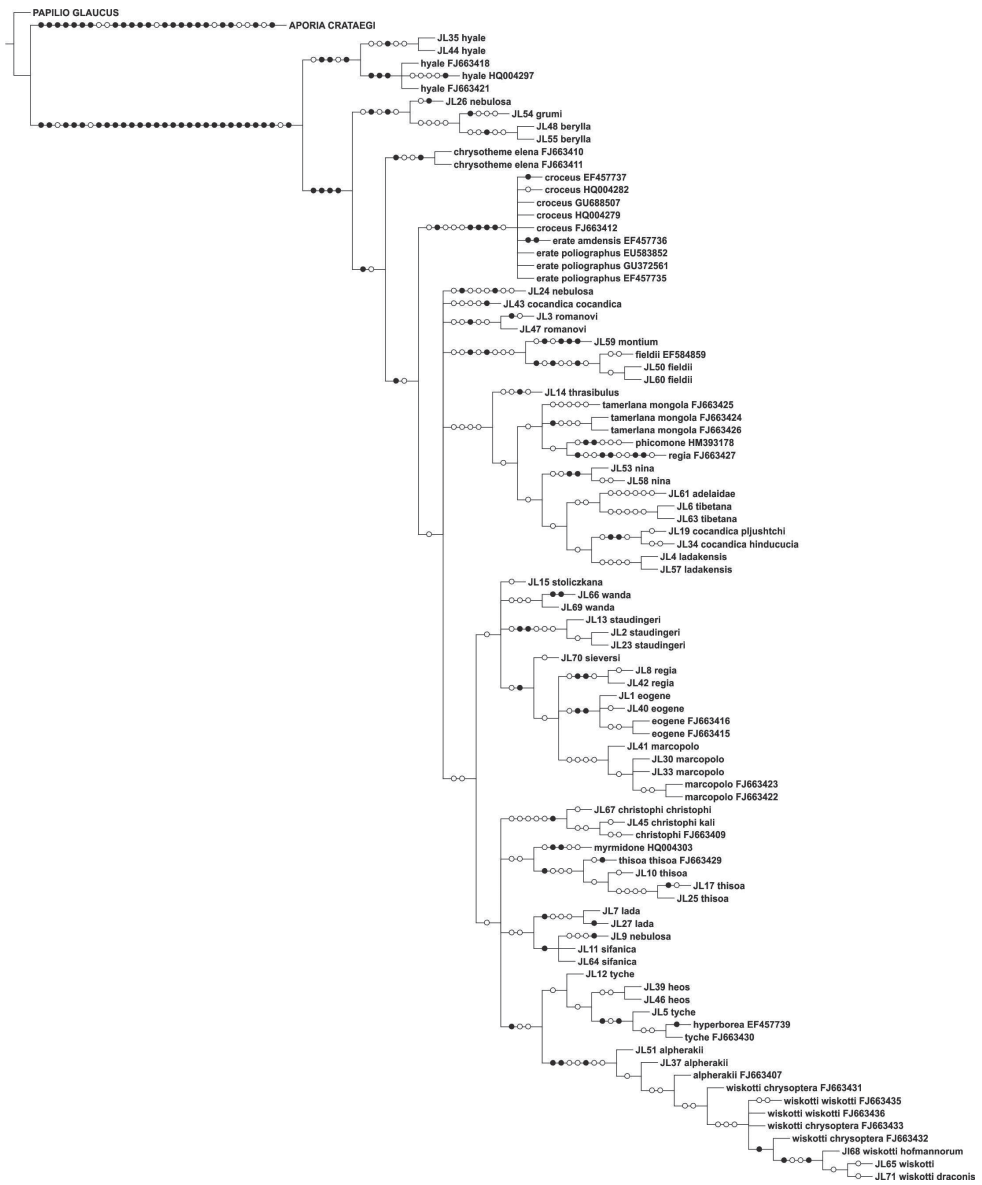 PAPILIO GLAUCUS
APORIA CRATAEGI
JL35 hyale
JL44 hyale
hyale FJ663418
hyale HQ004297
hyale FJ663421
JL26 nebulosa
JL54 grumi
JL48 berylla
JL55 berylla
chrysotheme elena FJ663410
chrysotheme elena FJ663411
croceus EF457737
croceus HQ004282
croceus GU688507
croceus HQ004279
croceus FJ663412
erate amdensis EF457736
erate poliographus EU583852
erate poliographus GU372561
erate poliographus EF457735
JL24 nebulosa
JL43 cocandica cocandica
JL3 romanovi
JL47 romanovi
JL59 montium
fieldii EF584859
JL50 fieldii
JL60 fieldii
JL14 thrasibulus
tamerlana mongola FJ663425
tamerlana mongola FJ663424
tamerlana mongola FJ663426
phicomone HM393178
regia FJ663427
JL53 nina
JL58 nina
JL61 adelaidae
JL6 tibetana
JL63 tibetana
JL19 cocandica pljushtchi
JL34 cocandica hinducucia
JL4 ladakensis
JL57 ladakensis
JL15 stoliczkana
JL66 wanda
JL69 wanda
JL13 staudingeri
JL2 staudingeri
JL23 staudingeri
JL70 sieversi
JL8 regia
JL42 regia
JL1 eogene
JL40 eogene
eogene FJ663416
eogene FJ663415
JL41 marcopolo
JL30 marcopolo
JL33 marcopolo
marcopolo FJ663423
marcopolo FJ663422
JL67 christophi christophi
JL45 christophi kali
christophi FJ663409
myrmidone HQ004303
thisoa thisoa FJ663429
JL10 thisoa
JL17 thisoa
JL25 thisoa
JL7 lada
JL27 lada
JL9 nebulosa
JL11 sifanica
JL64 sifanica
JL12 tyche
JL39 heos
JL46 heos
JL5 tyche
hyperborea EF457739
tyche FJ663430
JL51 alpherakii
JL37 alpherakii
alpherakii FJ663407
wiskotti chrysoptera FJ663431
wiskotti wiskotti FJ663435
wiskotti wiskotti FJ663436
wiskotti chrysoptera FJ663433
wiskotti chrysoptera FJ663432
Jl68 wiskotti hofmannorum
JL65 wiskotti
JL71 wiskotti draconis